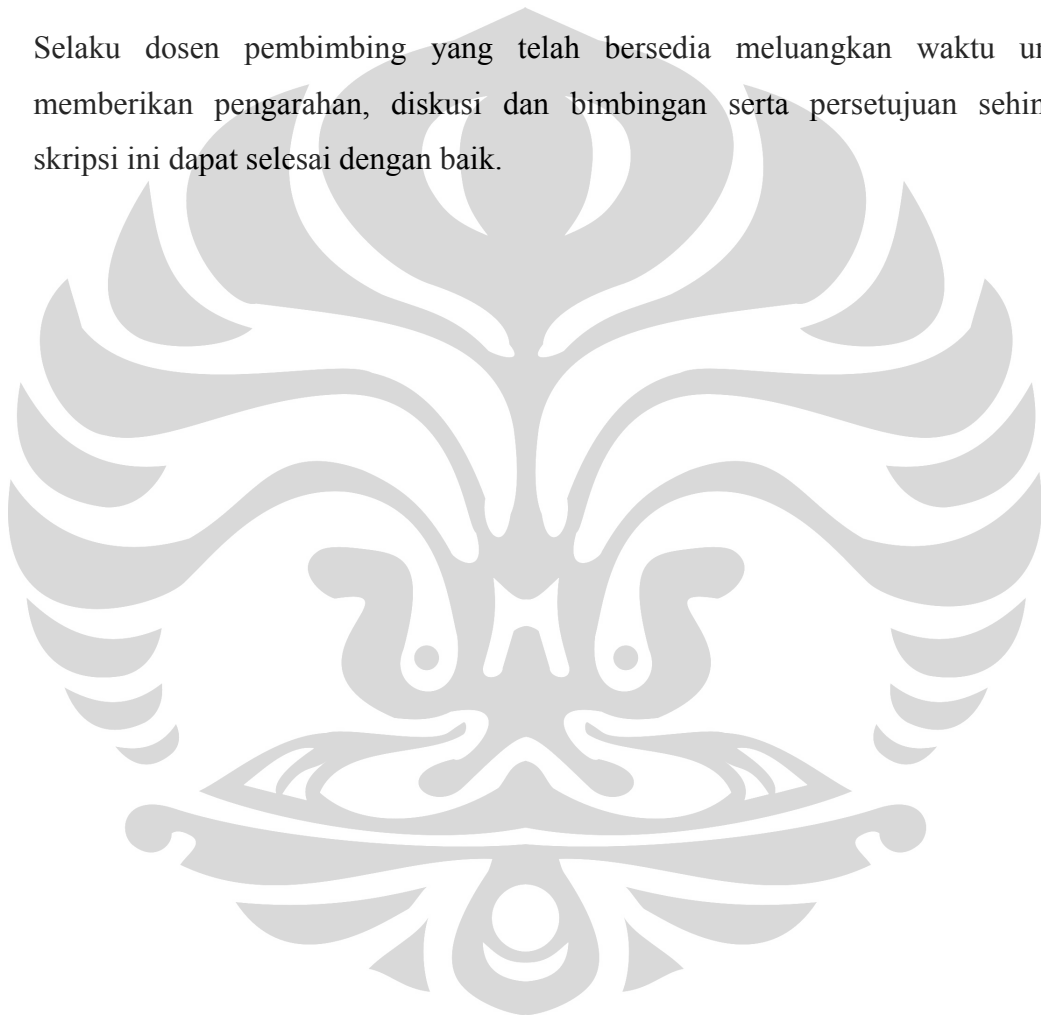 Selaku dosen pembimbing yang telah bersedia meluangkan waktu
memberikan pengarahan, diskusi dan bimbingan serta persetujuan
skripsi ini dapat selesai dengan baik.